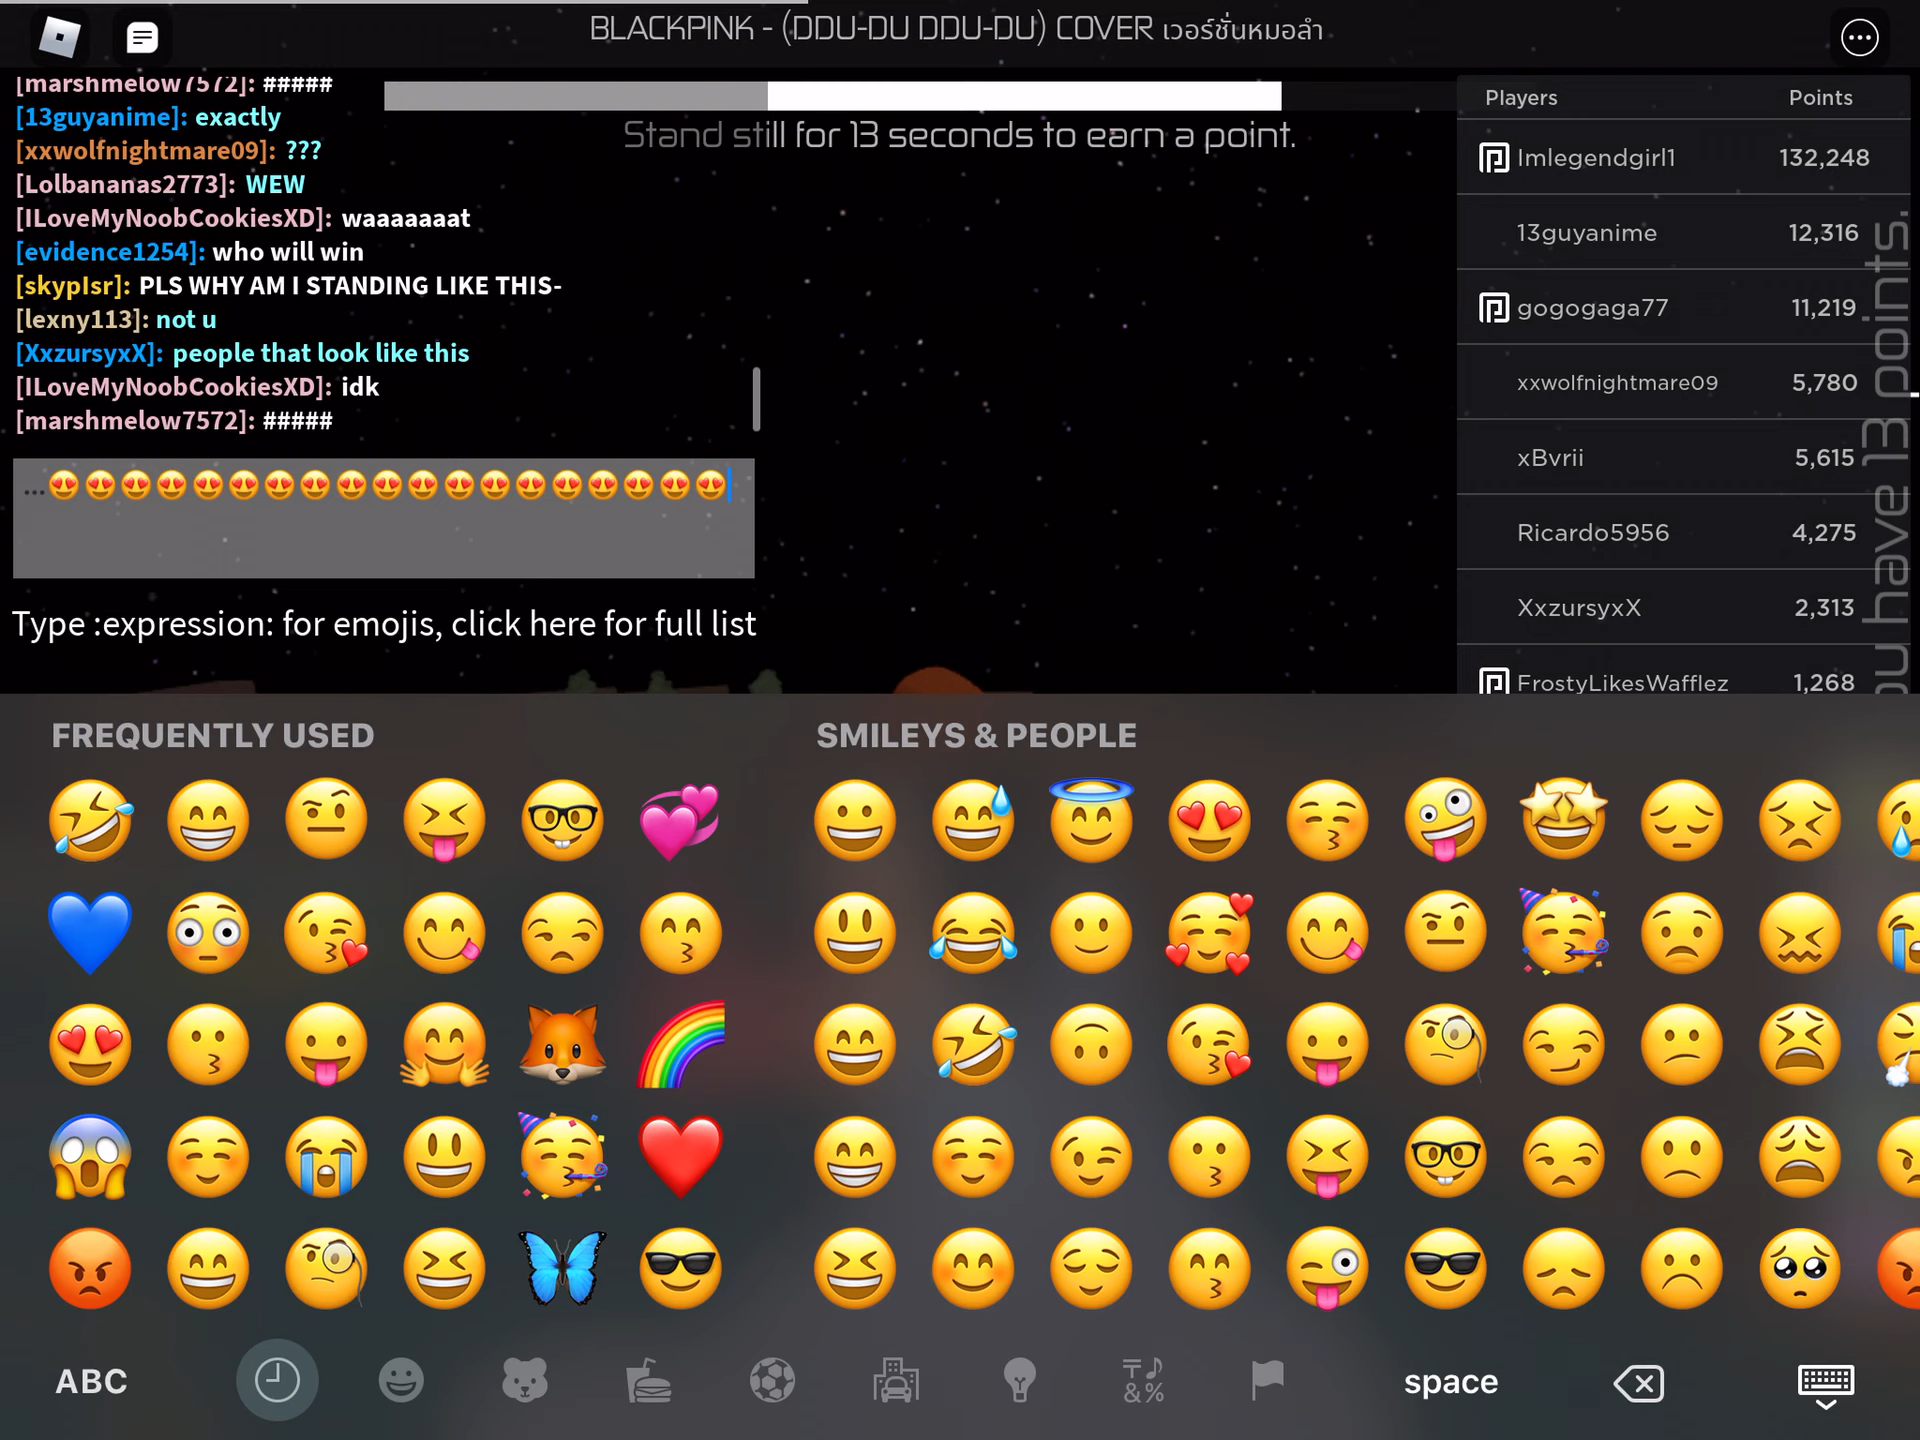 BLACKPINK - (DDU-DU DDU-DU) COVER เวอร์ชั่นหมอลำ
Stand still for 13 seconds to earn a point.
[marshmelow7572]: #####
[13guyanime]: exactly
[xxwolfnightmare09]: ???
[Lolbananas2773]: WEW
[ILoveMyNoobCookiesXD]: waaaaaaat
[evidence1254]: who will win
[skypIsr]: PLS WHY AM I STANDING LIKE THIS-
[lexny113]: not u
[XxzursyxX]: people that look like this
[ILoveMyNoobCookiesXD]: idk
[marshmelow7572]: #####
...😍😍😍😍😍😍😍😍😍😍😍😍😍😍😍😍😍😍😍
Type :expression: for emojis, click here for full list
Players Points
Imlegendgirl1 132,248
13guyanime 12,316
gogogaga77 11,219
xxwolfnightmare09 5,780
xBvrii 5,615
Ricardo5956 4,275
XxzursyxX 2,313
FrostyLikesWafflez 1,268
ou have 13 points.
FREQUENTLY USED
SMILEYS & PEOPLE
ABC
&%
space